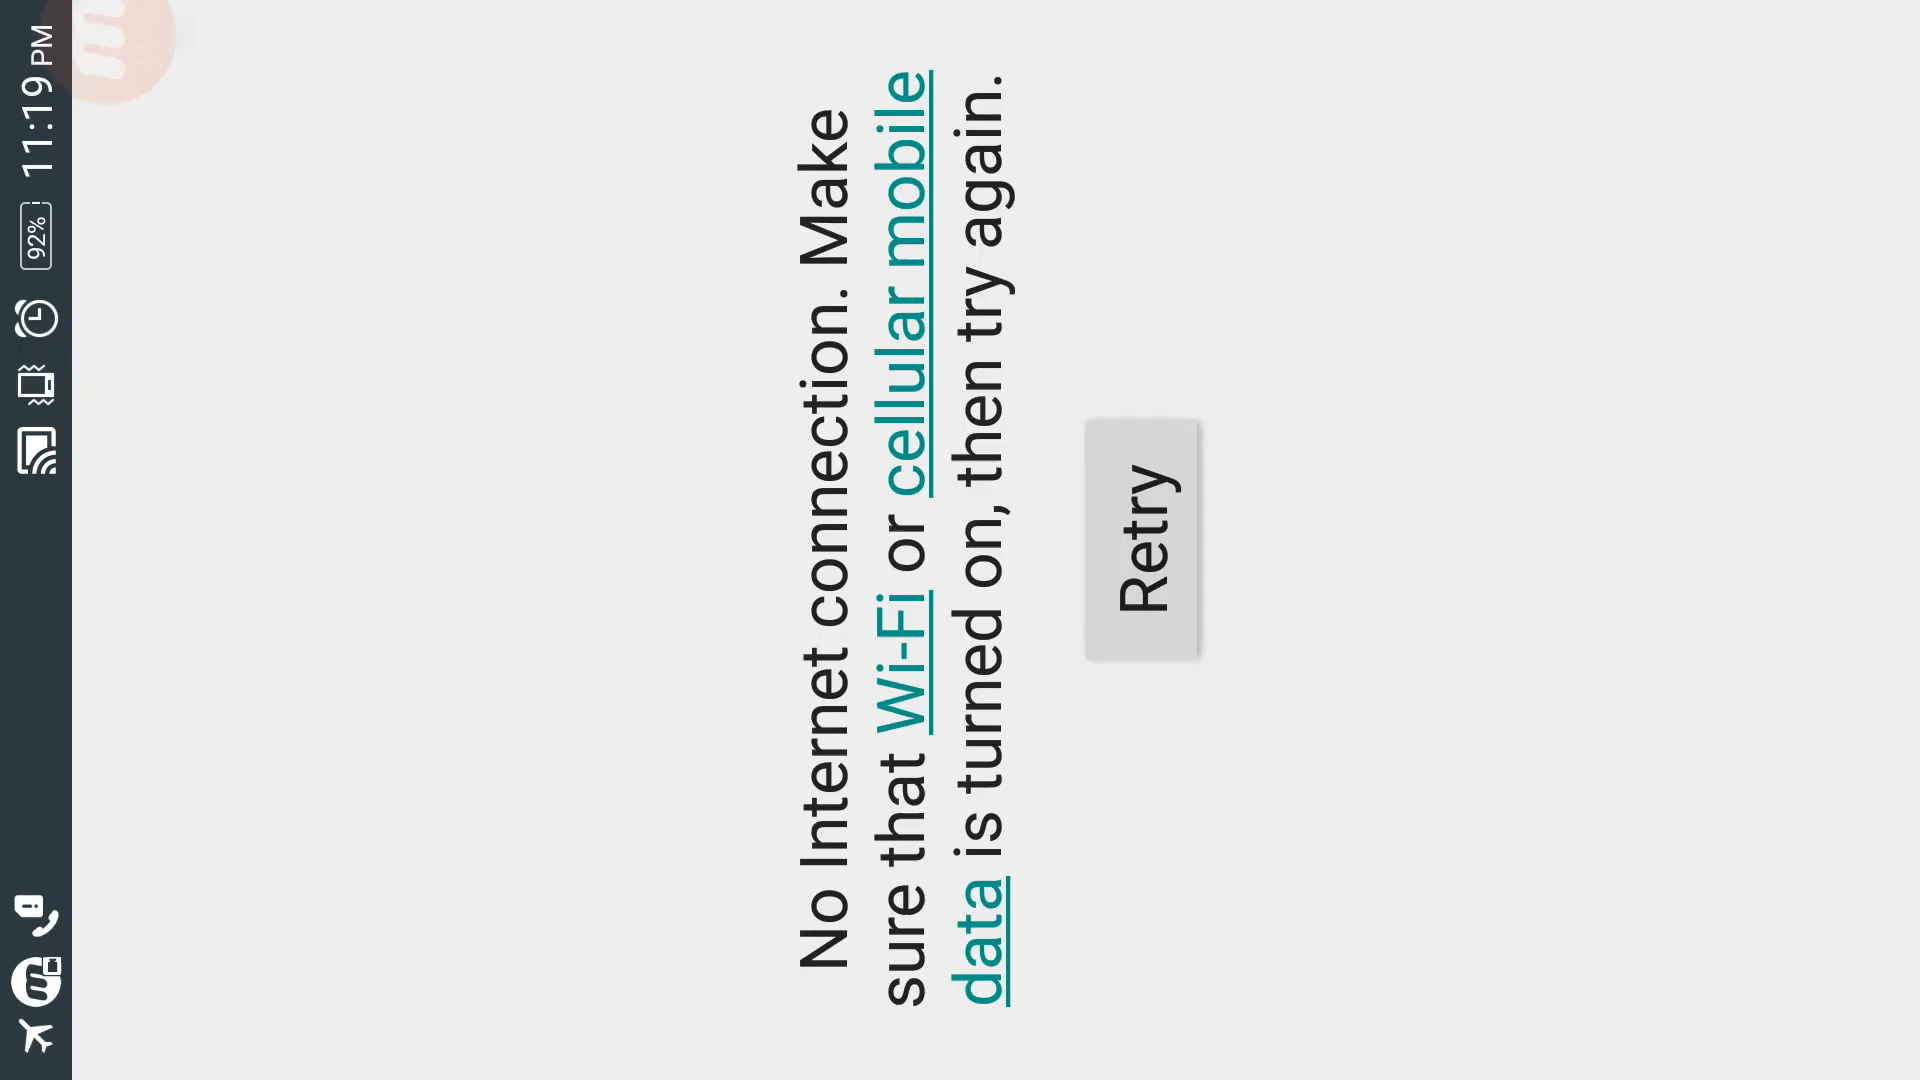 92% 11:19 PM
No Internet connection. Make
sure that Wi-Fi or cellular mobile
data is turned on, then try again.
Retry